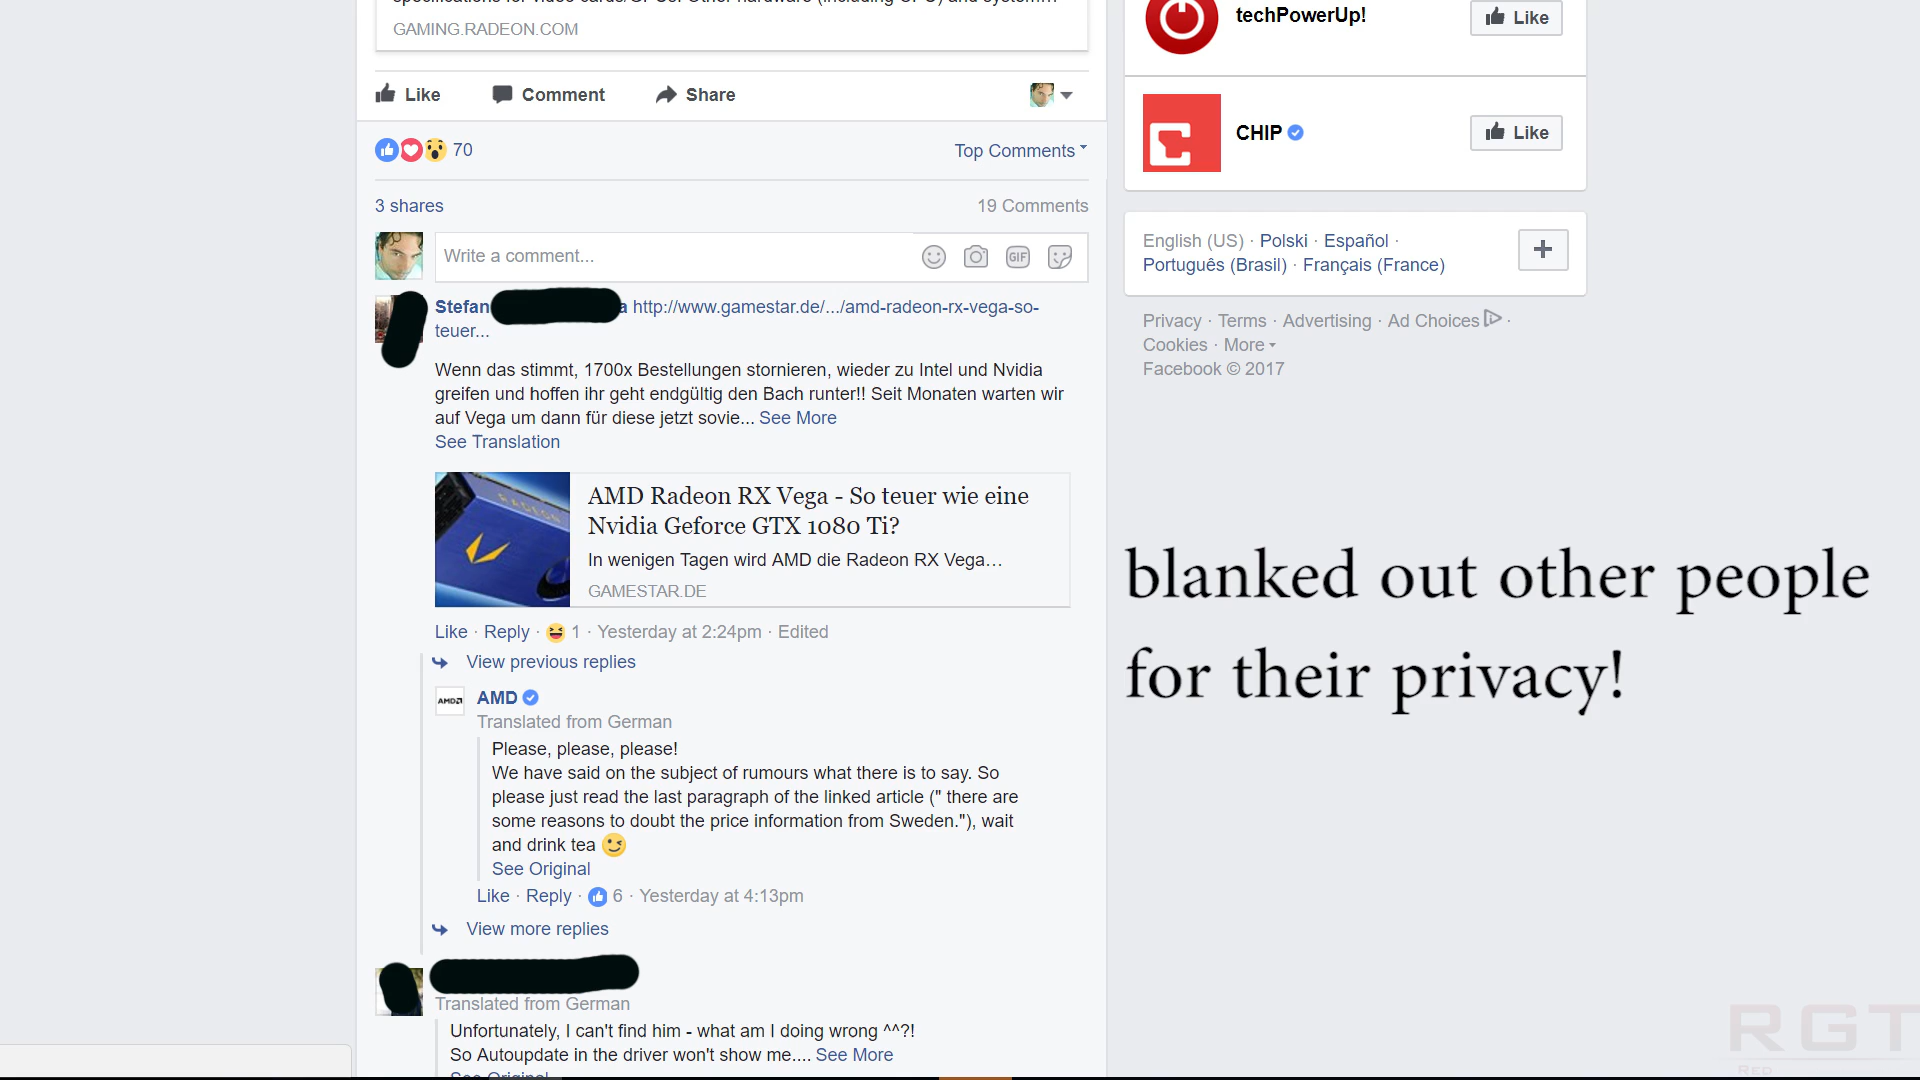 GAMING.RADEON.COM
Like Comment Share
70 Top Comments
3 shares 19 Comments
Write a comment... GIF
Stefan a http://www.gamestar.de/.../amd-radeon-rx-vega-so-
teuer...
Wenn das stimmt, 1700x Bestellungen stornieren, wieder zu Intel und Nvidia
greifen und hoffen ihr geht endgültig den Bach runter!! Seit Monaten warten wir
auf Vega um dann für diese jetzt sovie... See More
See Translation
RADEON
AMD Radeon RX Vega - So teuer wie eine
Nvidia Geforce GTX 1080 Ti?
In wenigen Tagen wird AMD die Radeon RX Vega...
GAMESTAR.DE
Like · Reply · 1 · Yesterday at 2:24pm · Edited
View previous replies
AMD AMD
Translated from German
Please, please, please!
We have said on the subject of rumours what there is to say. So
please just read the last paragraph of the linked article (" there are
some reasons to doubt the price information from Sweden."), wait
and drink tea
See Original
Like · Reply · 6 · Yesterday at 4:13pm
View more replies
Translated from German
Unfortunately, I can't find him - what am I doing wrong ^^?!
So Autoupdate in the driver won't show me.... See More
See Original
techPowerUp! Like
CHIP Like
English (US) · Polski · Español ·
Português (Brasil) · Français (France)
Privacy · Terms · Advertising · Ad Choices ·
Cookies · More
Facebook © 2017
blanked out other people
for their privacy!
RGT
RED